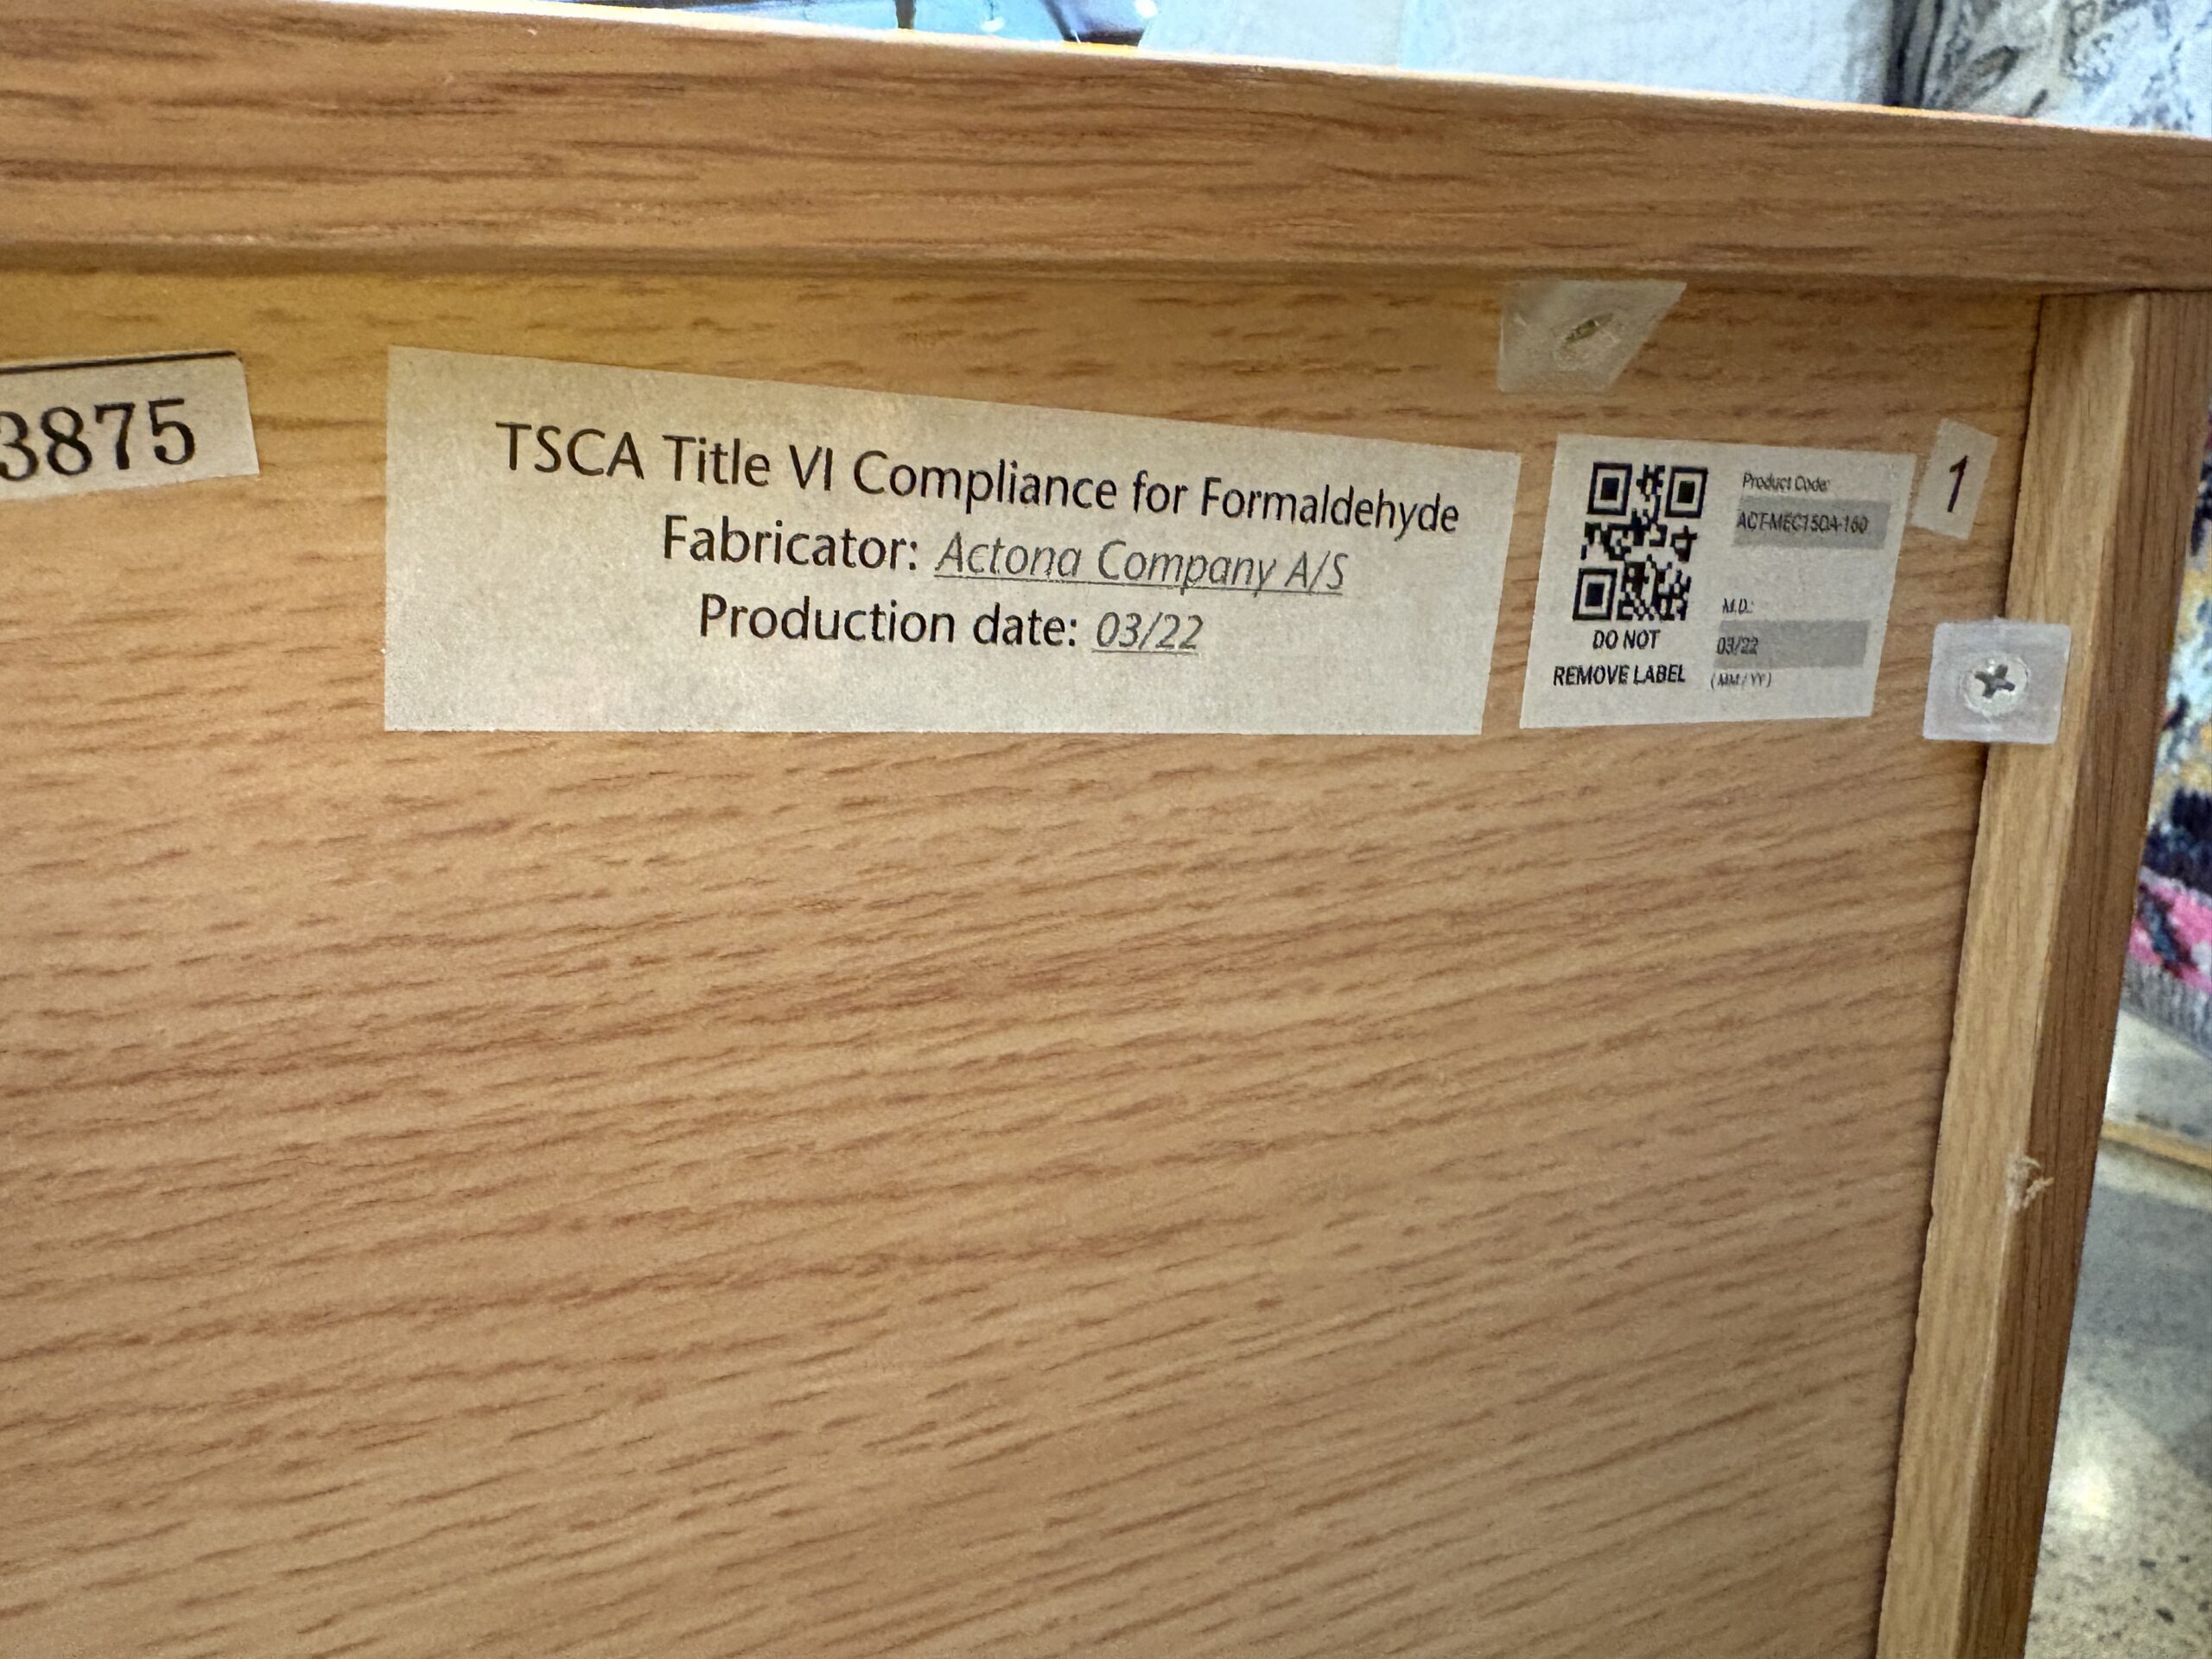 3875
TSCA Title VI Compliance for Formaldehyde
Fabricator: Actona Company A/S
Production date: 03/22
Product Code:
ACT-MEC15DA-160
DO NOT
REMOVE LABEL
M.D.:
03/22
(MM/YY)
1